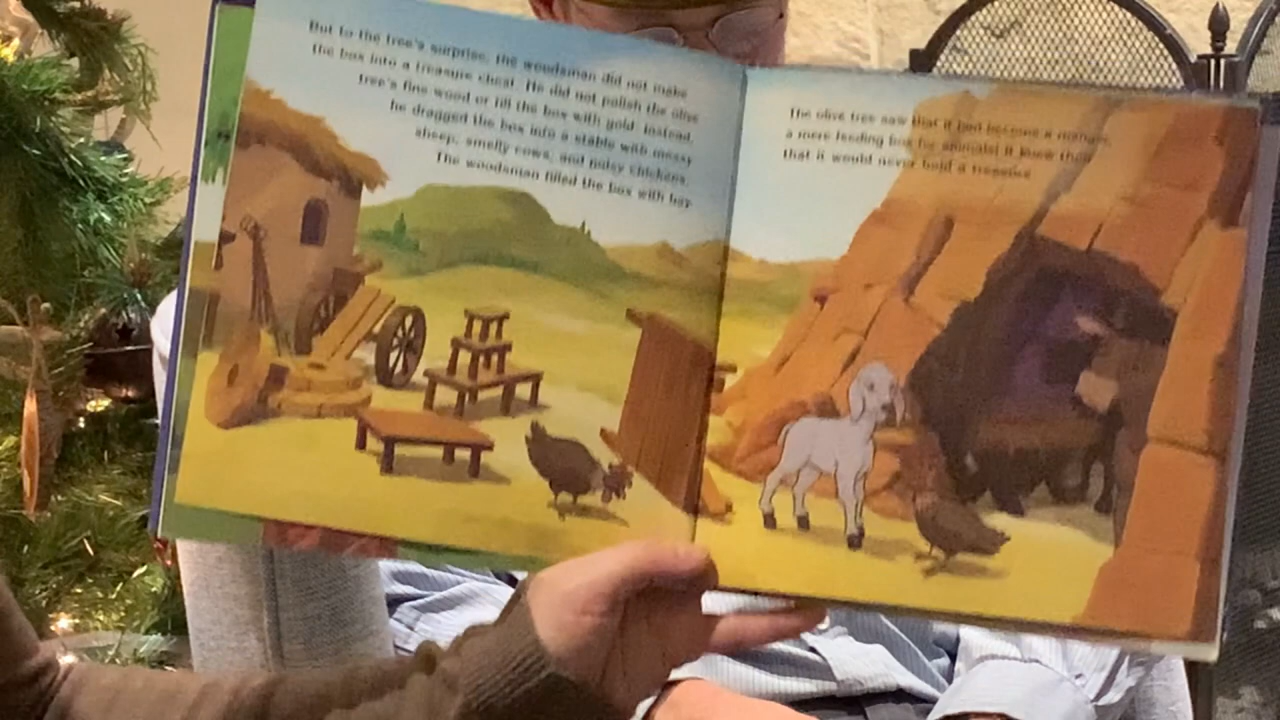 But to the tree's surprise, the woodsman did not make
the box into a treasure chest. He did not polish the olive
tree's fine wood or fill the box with gold. Instead,
he dragged the box into a stable with messy
sheep, smelly cows, and noisy chickens.
The woodsman filled the box with hay.
The olive tree saw that it had become a manger,
a mere feeding box for animals! It knew then
that it would never hold a treasure.